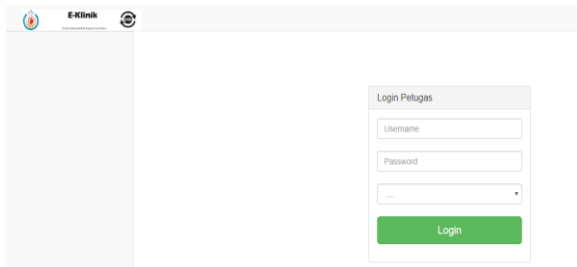 E-Klinik
Login Petugas
Username
Password
....
Login